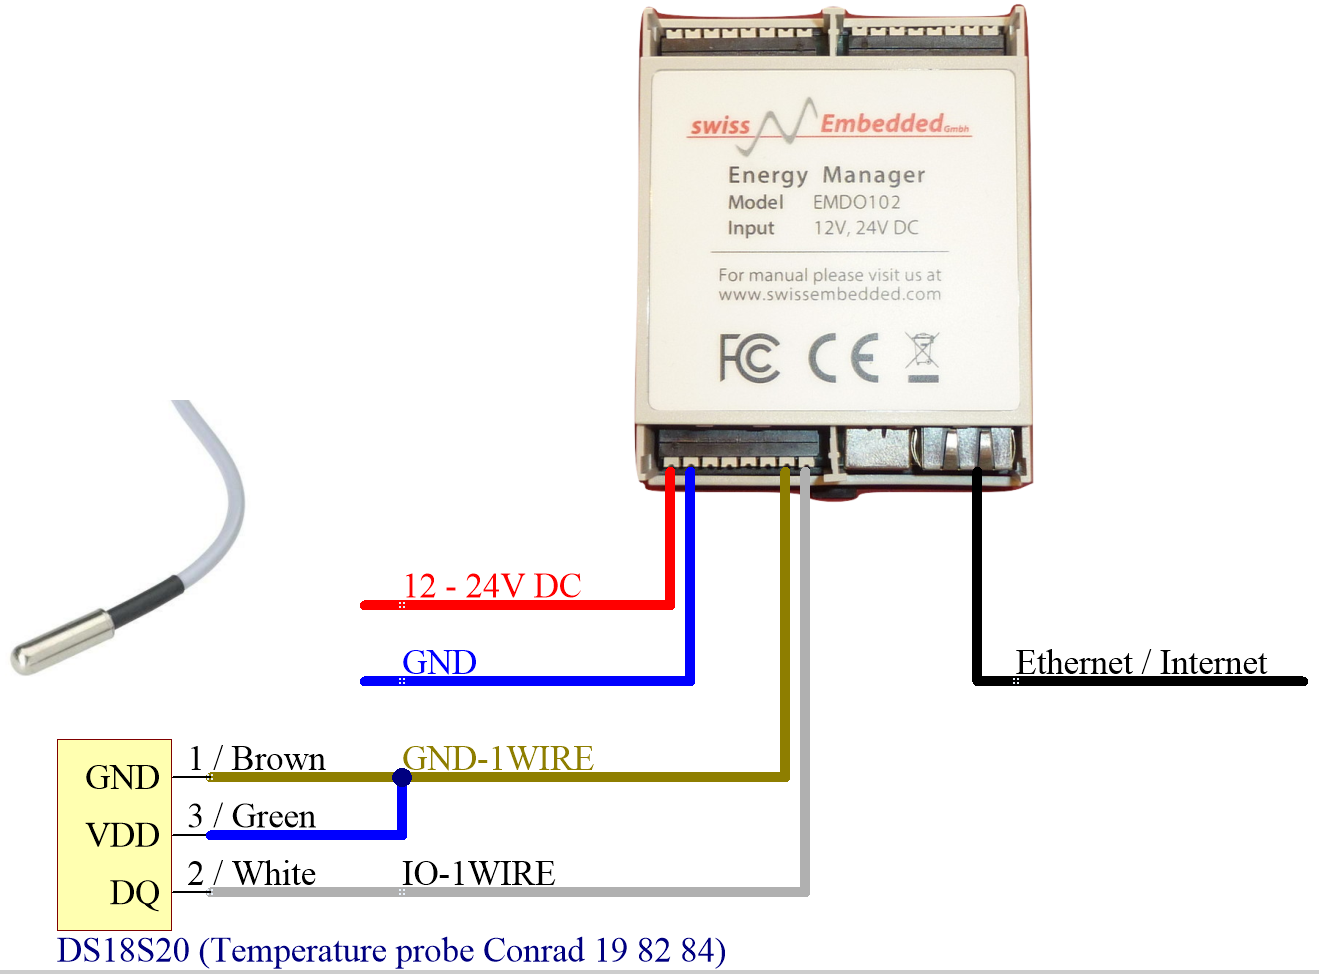 swiss Embedded GmbH
Energy Manager
Model EMDO102
Input 12V, 24V DC
For manual please visit us at
www.swissembedded.com
FCC CE
12 - 24V DC
GND
Ethernet / Internet
1 / Brown GND-1WIRE
GND
3 / Green
VDD
2 / White IO-1WIRE
DQ
DS18S20 (Temperature probe Conrad 19 82 84)